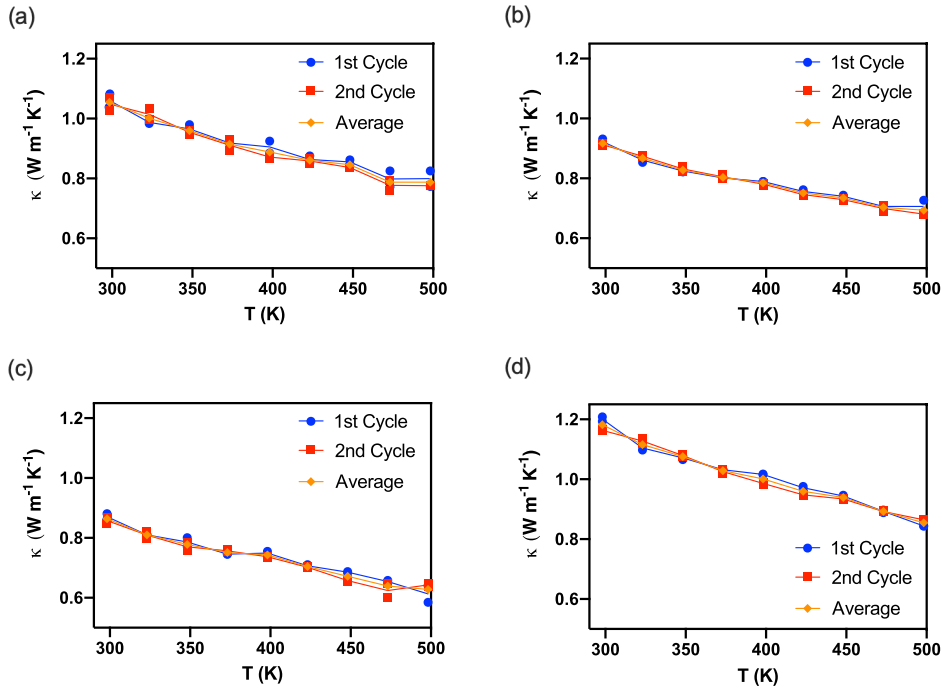 (a)
1.2
1.0
0.8
0.6
κ (W m⁻¹ K⁻¹)
1st Cycle
2nd Cycle
Average
300
350
400
450
500
T (K)
(b)
1.2
1.0
0.8
0.6
κ (W m⁻¹ K⁻¹)
1st Cycle
2nd Cycle
Average
300
350
400
450
500
T (K)
(c)
1.2
1.0
0.8
0.6
κ (W m⁻¹ K⁻¹)
1st Cycle
2nd Cycle
Average
300
350
400
450
500
T (K)
(d)
1.2
1.0
0.8
0.6
κ (W m⁻¹ K⁻¹)
1st Cycle
2nd Cycle
Average
300
350
400
450
500
T (K)